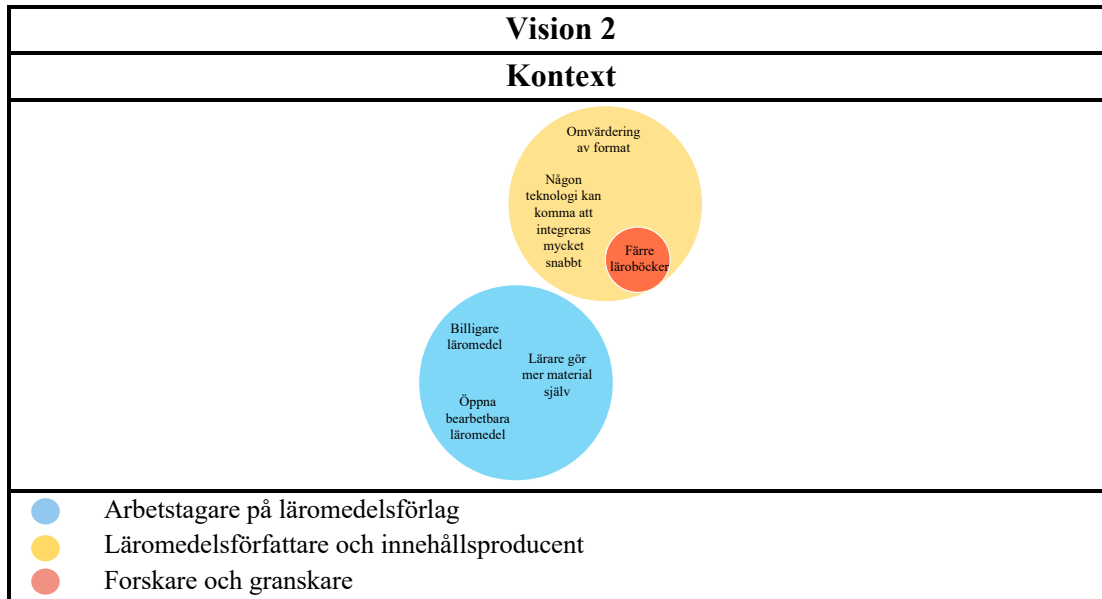 Vision 2
Kontext
Omvärdering
av format
Någon
teknologi kan
komma att
integreras
mycket
snabbt
Färre
läroböcker
Billigare
läromedel
Lärare gör
mer material
själv
Öppna
bearbetbara
läromedel
Arbetstagare på läromedelsförlag
Läromedelsförfattare och innehållsproducent
Forskare och granskare